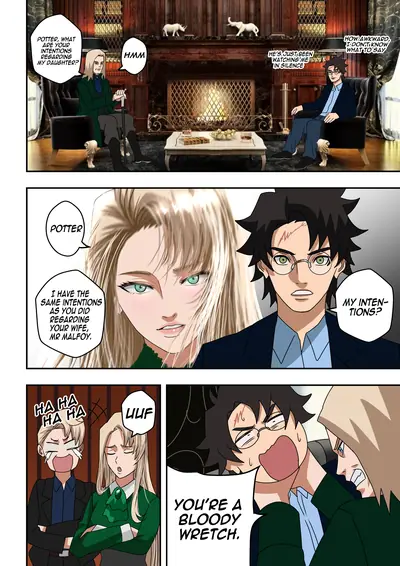 POTTER, WHAT
ARE YOUR
INTENTIONS
REGARDING
MY DAUGHTER?
HMM
HE'S JUST BEEN
WATCHING ME
IN SILENCE
HOW AWKWARD,
I DON'T KNOW
WHAT TO SAY
POTTER
I HAVE THE
SAME INTENTIONS
AS YOU DID
REGARDING
YOUR WIFE,
MR MALFOY.
MY INTEN-
TIONS?
HA HA
HA HA
UUF
YOU'RE A
BLOODY
WRETCH.